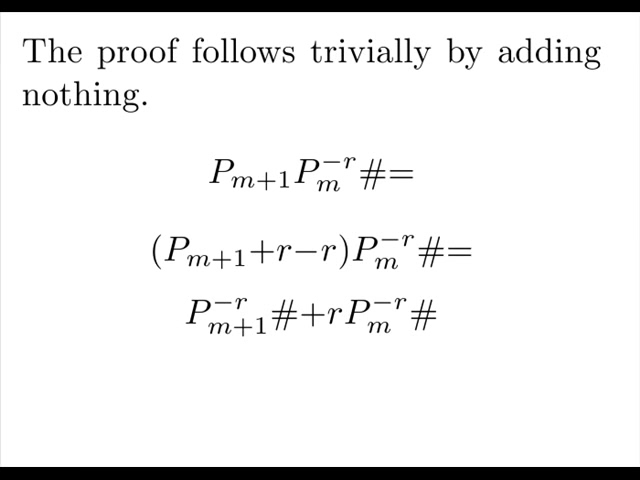 The proof follows trivially by adding
nothing.
$P_{m+1}P_m^{-r}\#=$
$(P_{m+1}+r-r)P_m^{-r}\#=$
$P_{m+1}^{-r}\#+rP_m^{-r}\#$